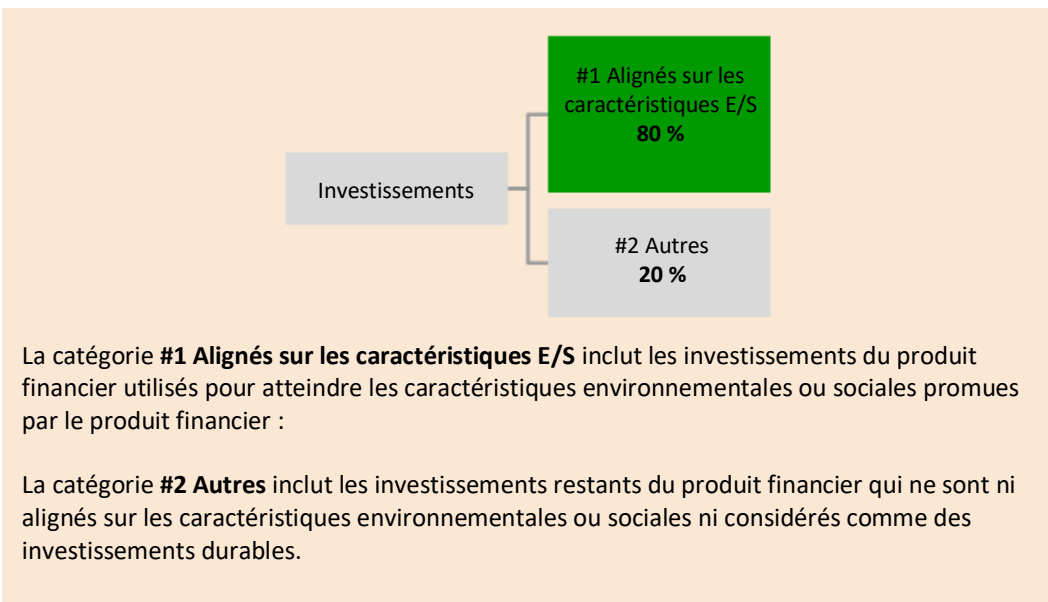 #1 Alignés sur les
caractéristiques E/S
80 %
Investissements
#2 Autres
20 %
La catégorie #1 Alignés sur les caractéristiques E/S inclut les investissements du produit
financier utilisés pour atteindre les caractéristiques environnementales ou sociales promues
par le produit financier :
La catégorie #2 Autres inclut les investissements restants du produit financier qui ne sont ni
alignés sur les caractéristiques environnementales ou sociales ni considérés comme des
investissements durables.